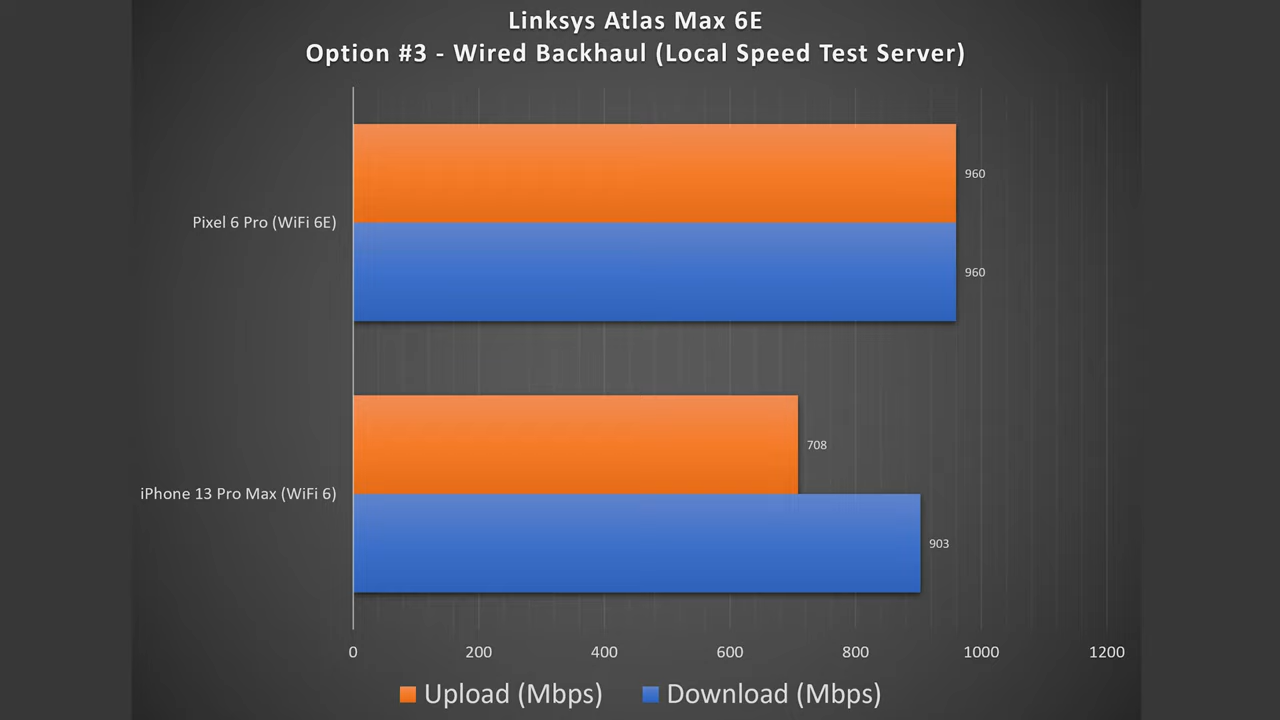 Linksys Atlas Max 6E
Option #3 - Wired Backhaul (Local Speed Test Server)
960
Pixel 6 Pro (WiFi 6E)
960
708
iPhone 13 Pro Max (WiFi 6)
903
0 200 400 600 800 1000 1200
Upload (Mbps) Download (Mbps)